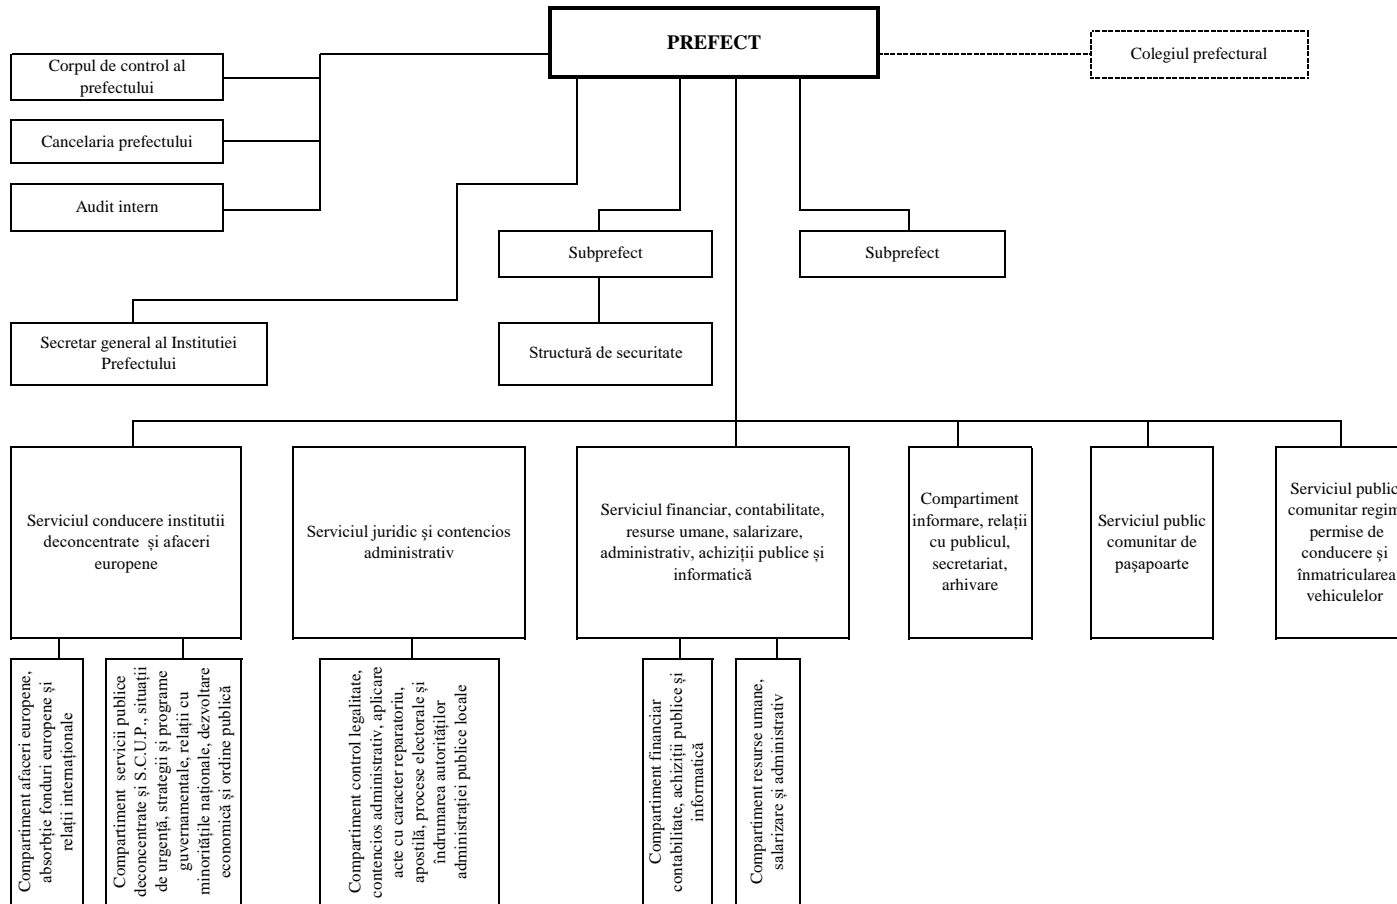 PREFECT
Colegiul prefectural
Corpul de control al
prefectului
Cancelaria prefectului
Audit intern
Subprefect
Subprefect
Secretar general al Institutiei
Prefectului
Structură de securitate
Serviciul conducere institutii
deconcentrate și afaceri
europene
Serviciul juridic și contencios
administrativ
Serviciul financiar, contabilitate,
resurse umane, salarizare,
administrativ, achiziții publice și
informatică
Compartiment
informare, relații
cu publicul,
secretariat,
arhivare
Serviciul public
comunitar de
pașapoarte
Serviciul public
comunitar regim
permise de
conducere și
înmatricularea
vehiculelor
Compartiment afaceri europene,
absorbție fonduri europene și
relații internaționale
Compartiment servicii publice
deconcentrate și S.C.U.P., situații
de urgență, strategii și programe
guvernamentale, relații cu
minoritățile naționale, dezvoltare
economică și ordine publică
Compartiment control legalitate,
contencios administrativ, aplicare
acte cu caracter reparatoriu,
apostilă, procese electorale și
îndrumarea autorităților
administrației publice locale
Compartiment financiar
contabilitate, achiziții publice și
informatică
Compartiment resurse umane,
salarizare și administrativ